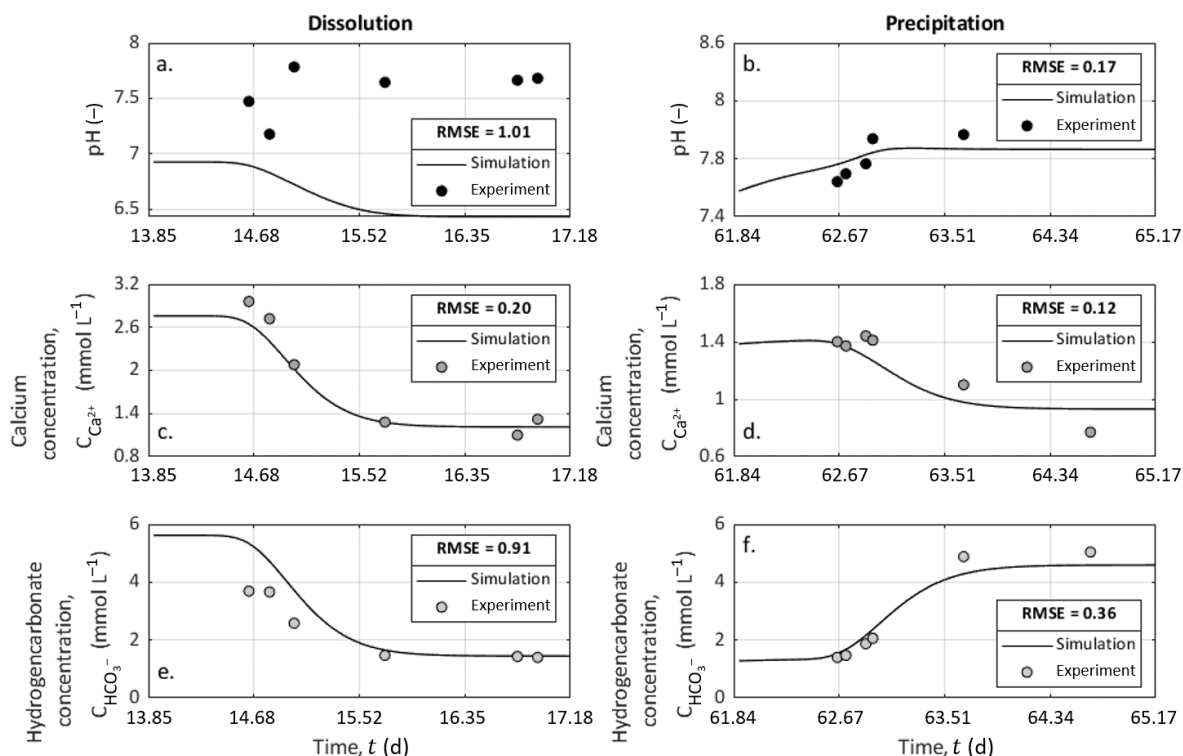 Dissolution
Precipitation
a.
8
7.5
7
6.5
pH (–)
RMSE = 1.01
Simulation
Experiment
13.85 14.68 15.52 16.35 17.18
b.
8.6
8
7.8
7.4
pH (–)
RMSE = 0.17
Simulation
Experiment
61.84 62.67 63.51 64.34 65.17
c.
3.2
2.6
1.4
0.8
Calcium
concentration,
C Ca²⁺ (mmol L⁻¹)
RMSE = 0.20
Simulation
Experiment
13.85 14.68 15.52 16.35 17.18
d.
1.8
1.4
1
0.6
Calcium
concentration,
C Ca²⁺ (mmol L⁻¹)
RMSE = 0.12
Simulation
Experiment
61.84 62.67 63.51 64.34 65.17
e.
6
4
2
0
Hydrogencarbonate
concentration,
C HCO₃⁻ (mmol L⁻¹)
RMSE = 0.91
Simulation
Experiment
13.85 14.68 15.52 16.35 17.18
Time, t (d)
f.
6
4
2
0
Hydrogencarbonate
concentration,
C HCO₃⁻ (mmol L⁻¹)
RMSE = 0.36
Simulation
Experiment
61.84 62.67 63.51 64.34 65.17
Time, t (d)